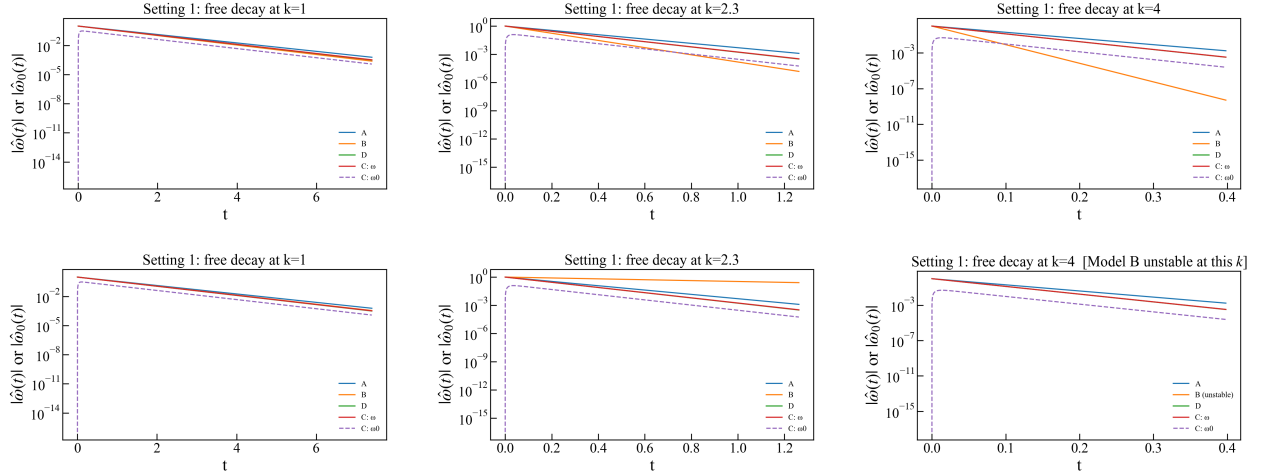 Setting 1: free decay at k=1
|ω̂(t)| or |ω̂₀(t)|
10⁻²
10⁻⁵
10⁻⁸
10⁻¹¹
10⁻¹⁴
A
B
D
C: ω
C: ω0
0 2 4 6
t
Setting 1: free decay at k=2.3
|ω̂(t)| or |ω̂₀(t)|
10⁰
10⁻³
10⁻⁶
10⁻⁹
10⁻¹²
10⁻¹⁵
A
B
D
C: ω
C: ω0
0.0 0.2 0.4 0.6 0.8 1.0 1.2
t
Setting 1: free decay at k=4
|ω̂(t)| or |ω̂₀(t)|
10⁻³
10⁻⁷
10⁻¹¹
10⁻¹⁵
A
B
D
C: ω
C: ω0
0.0 0.1 0.2 0.3 0.4
t
Setting 1: free decay at k=1
|ω̂(t)| or |ω̂₀(t)|
10⁻²
10⁻⁵
10⁻⁸
10⁻¹¹
10⁻¹⁴
A
B
D
C: ω
C: ω0
0 2 4 6
t
Setting 1: free decay at k=2.3
|ω̂(t)| or |ω̂₀(t)|
10⁰
10⁻³
10⁻⁶
10⁻⁹
10⁻¹²
10⁻¹⁵
A
B
D
C: ω
C: ω0
0.0 0.2 0.4 0.6 0.8 1.0 1.2
t
Setting 1: free decay at k=4 [Model B unstable at this k]
|ω̂(t)| or |ω̂₀(t)|
10⁻³
10⁻⁷
10⁻¹¹
10⁻¹⁵
A
B (unstable)
D
C: ω
C: ω0
0.0 0.1 0.2 0.3 0.4
t